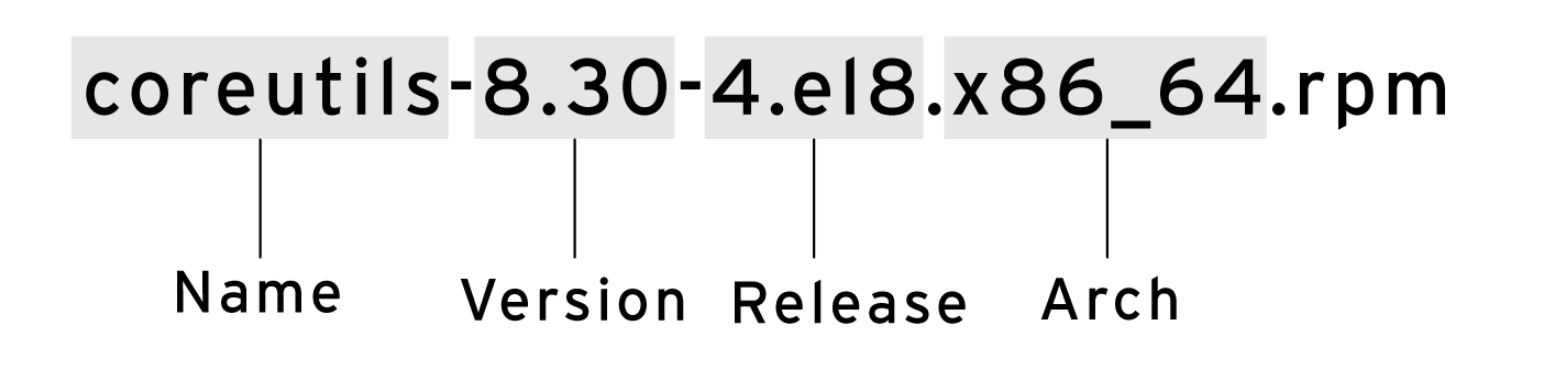 coreutils-8.30-4.el8.x86_64.rpm
Name Version Release Arch